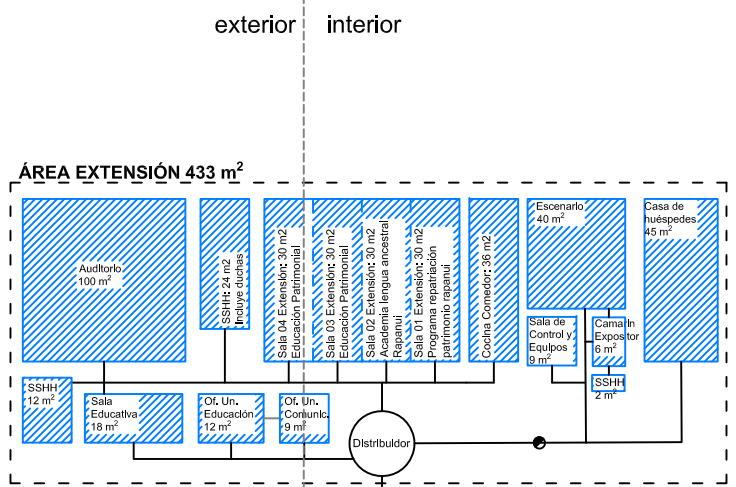 exterior
interior
ÁREA EXTENSIÓN 433 m²
Auditorio
100 m²
SSHH: 24 m2
Incluye duchas
Sala 04 Extensión: 30 m2
Educación Patrimonial
Sala 03 Extensión: 30 m2
Educación Patrimonial
Sala 02 Extensión: 30 m2
Academia lengua ancestral
Rapanui
Sala 01 Extensión: 30 m2
Programa repatriación
patrimonio rapanui
Cocina Comedor: 36 m2
Escenario
40 m²
Casa de
huéspedes
45 m²
Sala de
Control y
Equipos
9 m²
Camarín
Expositor
6 m²
SSHH
2 m²
SSHH
12 m²
Sala
Educativa
18 m²
Of. Un.
Educación
12 m²
Of. Un.
Comunic.
9 m²
Distribuidor